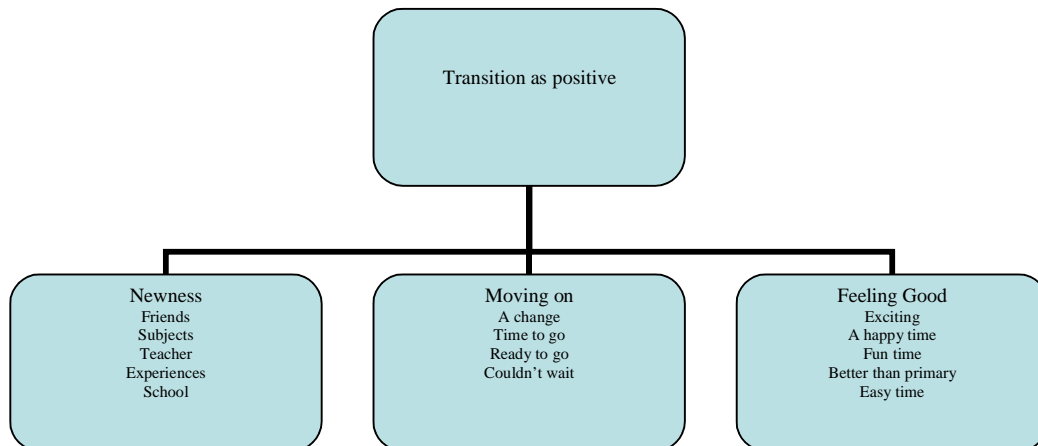 Transition as positive
Newness
Friends
Subjects
Teacher
Experiences
School
Moving on
A change
Time to go
Ready to go
Couldn’t wait
Feeling Good
Exciting
A happy time
Fun time
Better than primary
Easy time